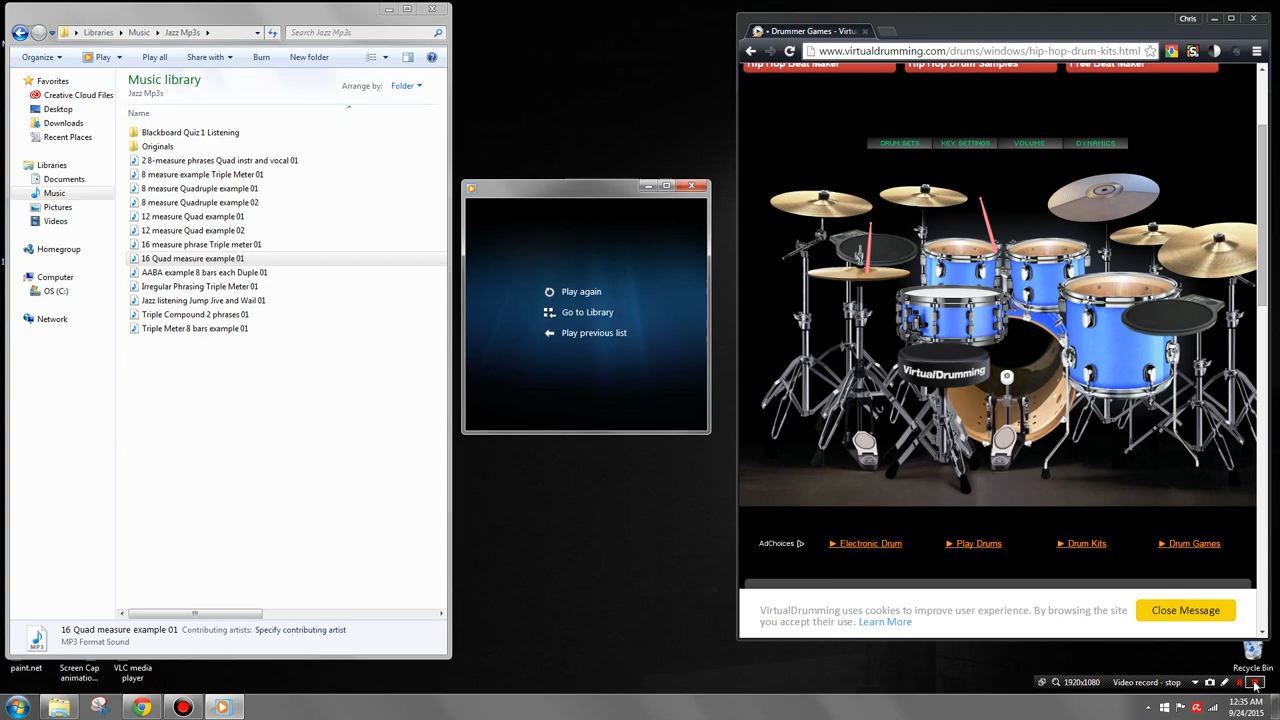 Libraries
Music
Jazz Mp3s
Search Jazz Mp3s
Organize
Play
Play all
Share with
Burn
New folder
Favorites
Creative Cloud Files
Desktop
Downloads
Recent Places
Libraries
Documents
Music
Pictures
Videos
Homegroup
Computer
OS (C:)
Network
Music library
Jazz Mp3s
Arrange by:
Folder
Name
Blackboard Quiz 1 Listening
Originals
2 8-measure phrases Quad instr and vocal 01
8 measure example Triple Meter 01
8 measure Quadruple example 01
8 measure Quadruple example 02
12 measure Quad example 01
12 measure Quad example 02
16 measure phrase Triple meter 01
16 Quad measure example 01
AABA example 8 bars each Duple 01
Irregular Phrasing Triple Meter 01
Jazz listening Jump Jive and Wail 01
Triple Compound 2 phrases 01
Triple Meter 8 bars example 01
16 Quad measure example 01 Contributing artists: Specify contributing artist
MP3 Format Sound
MP3
Play again
Go to Library
Play previous list
Chris
Drummer Games - Virtu
www.virtualdrumming.com/drums/windows/hip-hop-drum-kits.html
Hip Hop Beat Maker
Hip Hop Drum Samples
Free Beat Maker
DRUM SETS
KEY SETTINGS
VOLUME
DYNAMICS
VirtualDrumming
AdChoices
Electronic Drum
Play Drums
Drum Kits
Drum Games
VirtualDrumming uses cookies to improve user experience. By browsing the site
you accept their use. Learn More
Close Message
paint.net
Screen Cap
animatio...
VLC media
player
Recycle Bin
1920x1080
Video record - stop
12:35 AM
9/24/2015